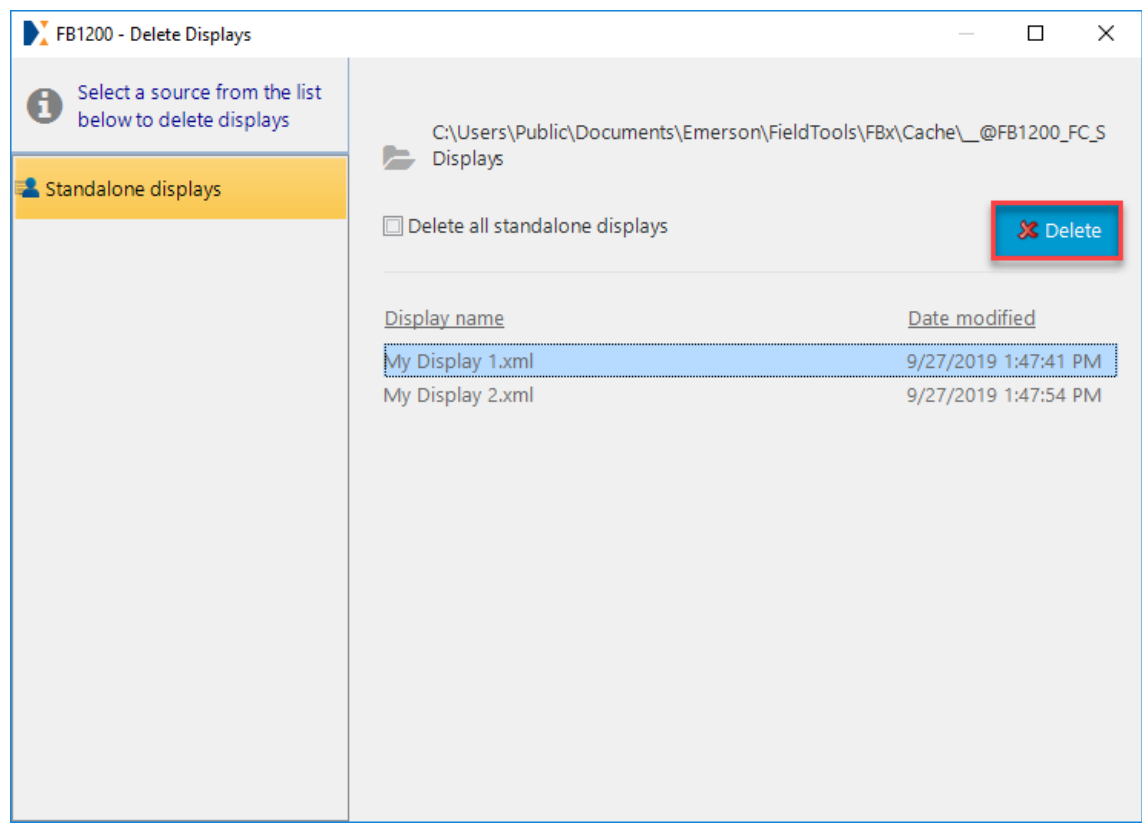 FB1200 - Delete Displays
Select a source from the list
below to delete displays
Standalone displays
C:\Users\Public\Documents\Emerson\FieldTools\FBx\Cache\__@FB1200_FC_S
Displays
Delete all standalone displays
Delete
Display name Date modified
My Display 1.xml 9/27/2019 1:47:41 PM
My Display 2.xml 9/27/2019 1:47:54 PM